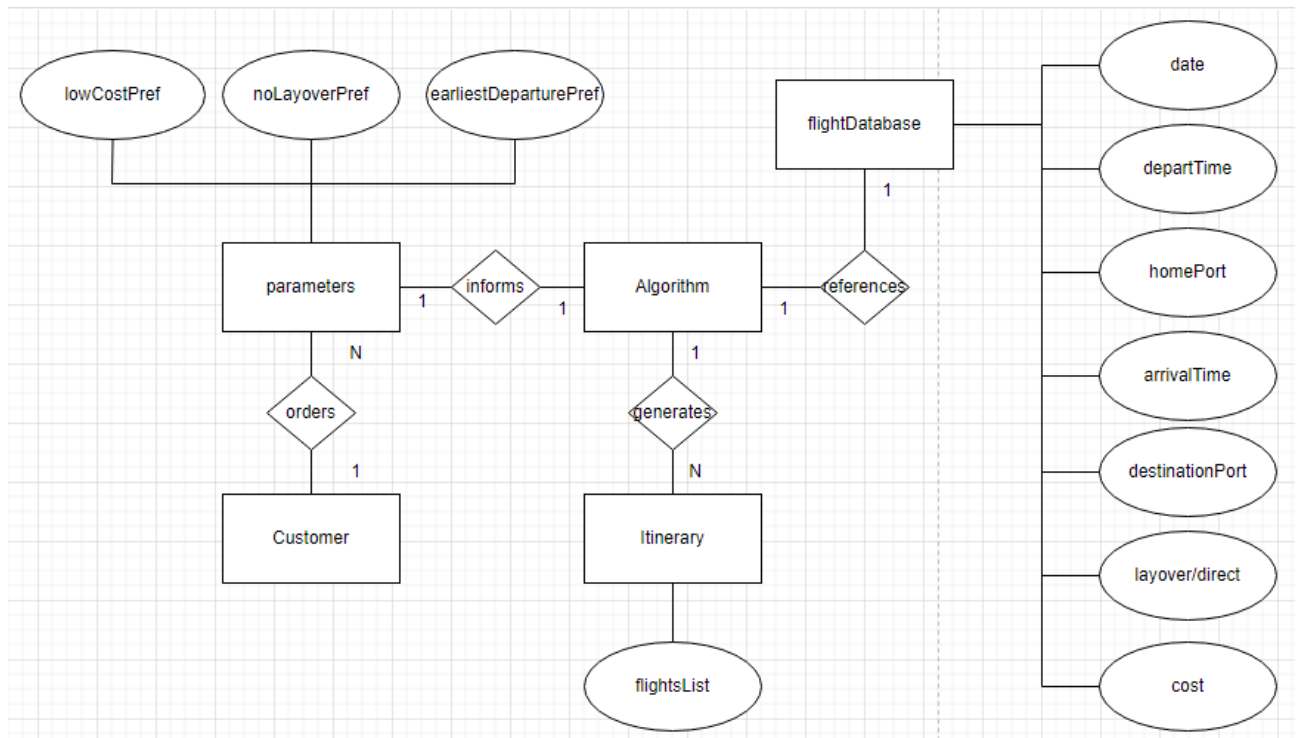 date
lowCostPref
noLayoverPref
earliestDeparturePref
flightDatabase
departTime
1
homePort
parameters
informs
Algorithm
references
1
1
1
N
1
arrivalTime
orders
generates
1
N
destinationPort
Customer
Itinerary
layover/direct
flightsList
cost